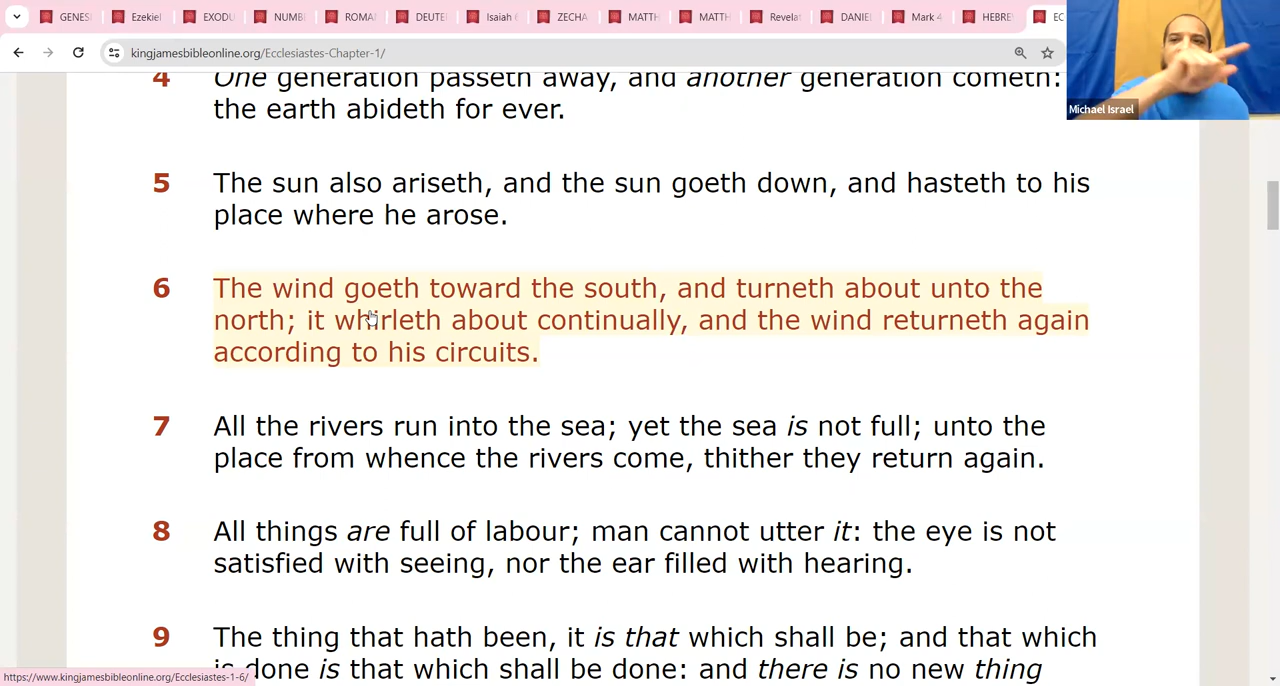 GENES
Ezekiel
EXODU
NUMBI
ROMA
DEUTE
Isaiah 6
ZECHA
MATTH
MATTH
Revelat
DANIEL
Mark 4
HEBRE
EC
kingjamesbibleonline.org/Ecclesiastes-Chapter-1/
Michael Israel
4 One generation passeth away, and another generation cometh:
the earth abideth for ever.
5 The sun also ariseth, and the sun goeth down, and hasteth to his
place where he arose.
6 The wind goeth toward the south, and turneth about unto the
north; it whirleth about continually, and the wind returneth again
according to his circuits.
7 All the rivers run into the sea; yet the sea is not full; unto the
place from whence the rivers come, thither they return again.
8 All things are full of labour; man cannot utter it: the eye is not
satisfied with seeing, nor the ear filled with hearing.
9 The thing that hath been, it is that which shall be; and that which
is done is that which shall be done: and there is no new thing
https://www.kingjamesbibleonline.org/Ecclesiastes-1-6/